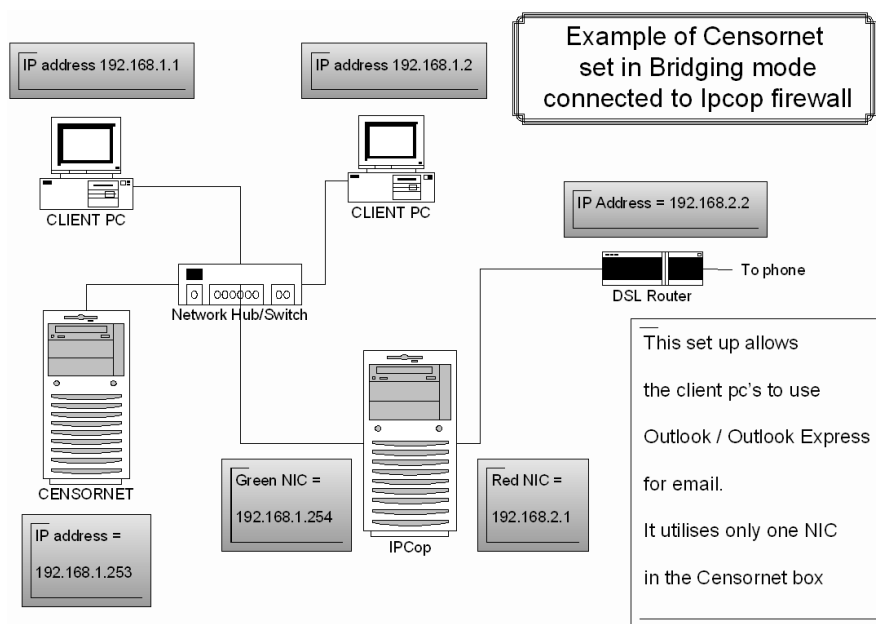 Example of Censornet
set in Bridging mode
connected to Ipcop firewall
IP address 192.168.1.1
IP address 192.168.1.2
CLIENT PC
CLIENT PC
IP Address = 192.168.2.2
To phone
DSL Router
Network Hub/Switch
This set up allows
the client pc's to use
Outlook / Outlook Express
for email.
It utilises only one NIC
in the Censornet box
CENSORNET
IP address =
192.168.1.253
Green NIC =
192.168.1.254
IPCop
Red NIC =
192.168.2.1